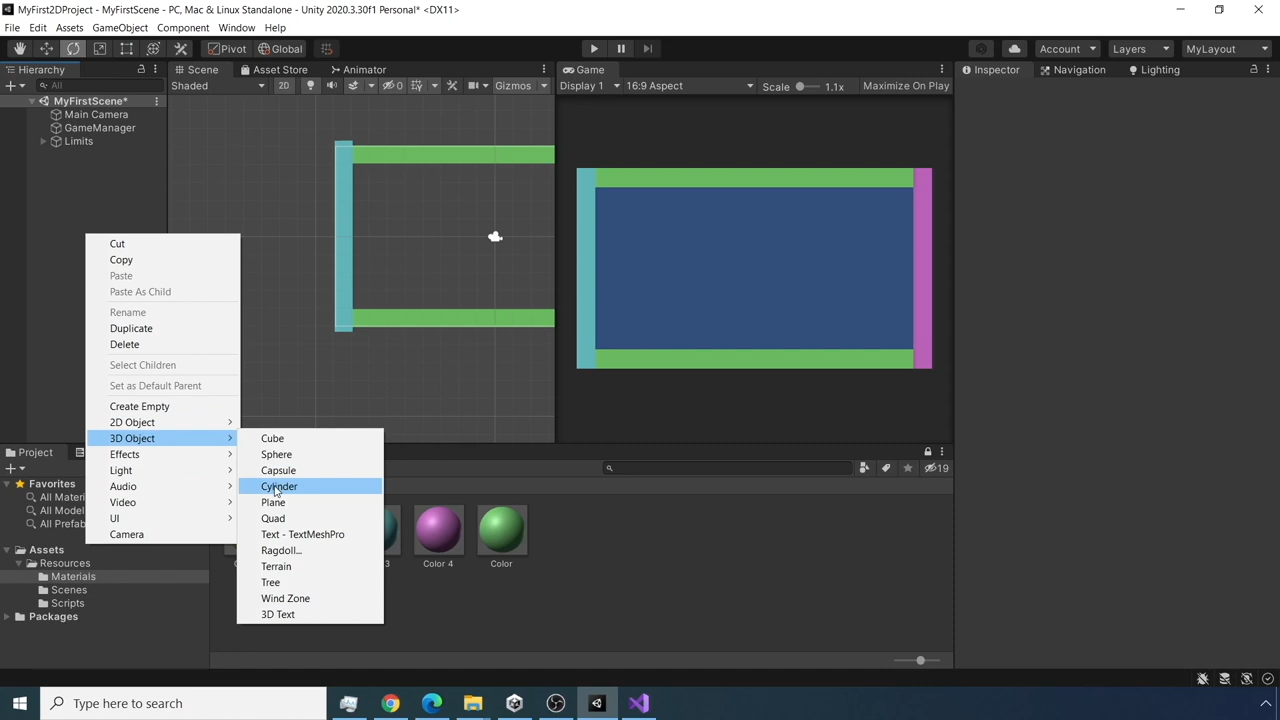 MyFirst2DProject - MyFirstScene - PC, Mac & Linux Standalone - Unity 2020.3.30f1 Personal* <DX11>
File Edit Assets GameObject Component Window Help
Pivot Global Account Layers MyLayout
Hierarchy Scene Asset Store Animator Game Inspector Navigation Lighting
All Shaded 2D 0 Gizmos Display 1 16:9 Aspect Scale 1.1x Maximize On Play
MyFirstScene*
Main Camera
GameManager
Limits
Cut
Copy
Paste
Paste As Child
Rename
Duplicate
Delete
Select Children
Set as Default Parent
Create Empty
2D Object
3D Object
Effects
Light
Audio
Video
UI
Camera
Cube
Sphere
Capsule
Cylinder
Plane
Quad
Text - TextMeshPro
Ragdoll...
Terrain
Tree
Wind Zone
3D Text
Project
19
Favorites
All Materi
All Model
All Prefab
Assets
Resources
Materials
Scenes
Scripts
Packages
3 Color 4 Color
Type here to search